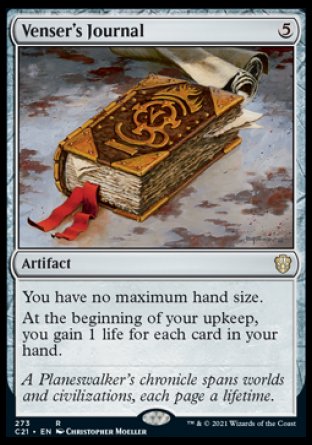 Venser's Journal 5
Artifact
You have no maximum hand size.
At the beginning of your upkeep,
you gain 1 life for each card in your
hand.
A Planeswalker's chronicle spans worlds
and civilizations, each page a lifetime.
273 R
C21 • EN Christopher Moeller
™ & © 2021 Wizards of the Coast